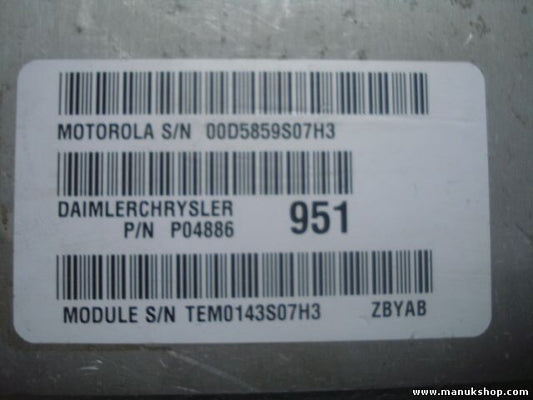 MOTOROLA S/N 00D5859S07H3
DAIMLERCHRYSLER 951
P/N P04886
MODULE S/N TEM0143S07H3 ZBYAB
www.manukshop.com